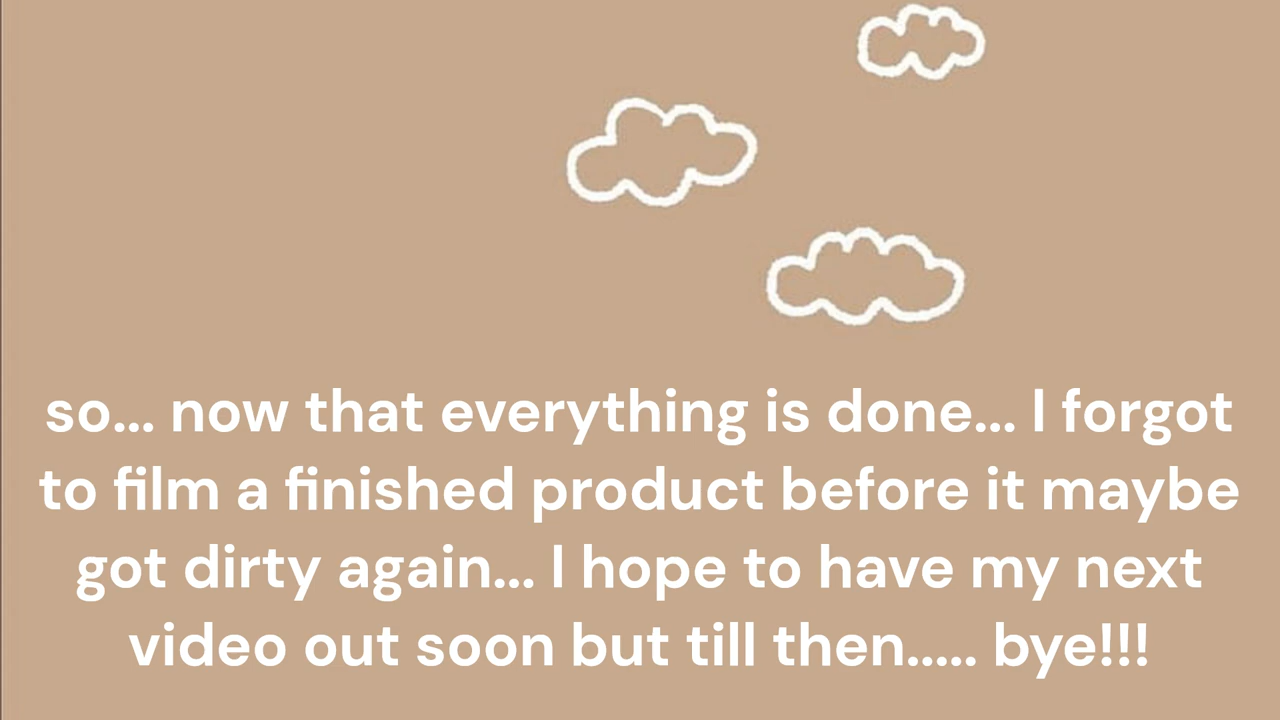 so... now that everything is done... I forgot
to film a finished product before it maybe
got dirty again... I hope to have my next
video out soon but till then..... bye!!!